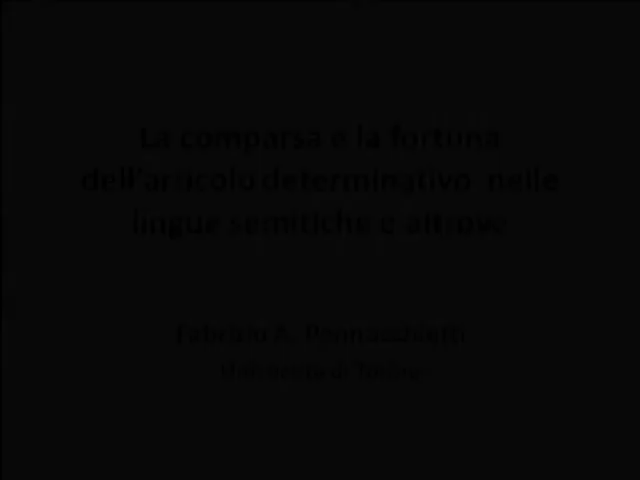 La comparsa e la fortuna
dell'articolo determinativo nelle
lingue semitiche e altrove
Fabrizio A. Pennacchietti
Università di Torino